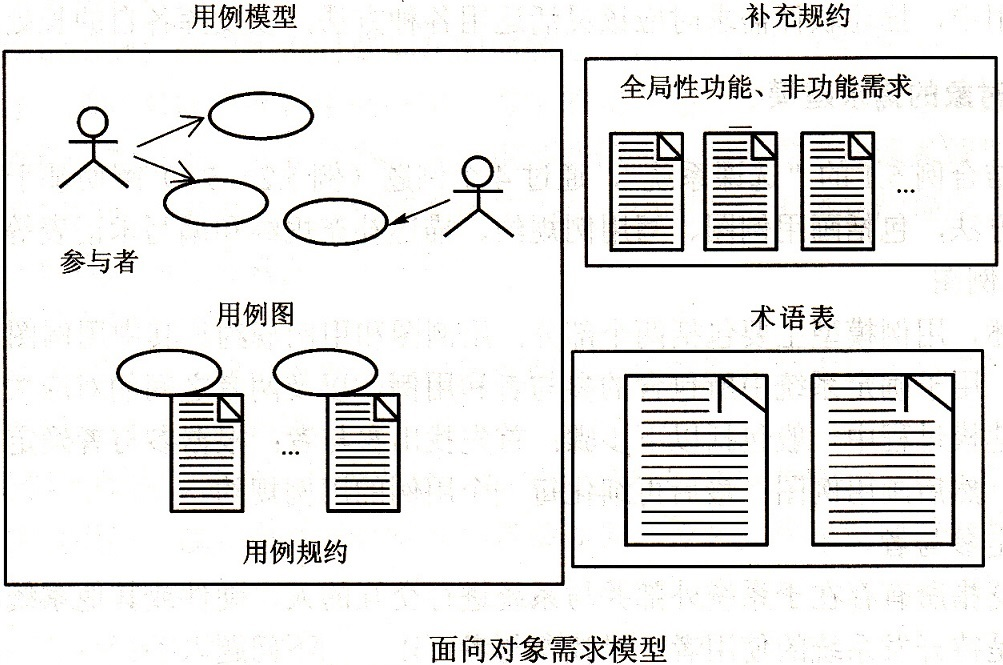 用例模型
参与者
用例图
...
用例规约
补充规约
全局性功能、非功能需求
...
术语表
面向对象需求模型